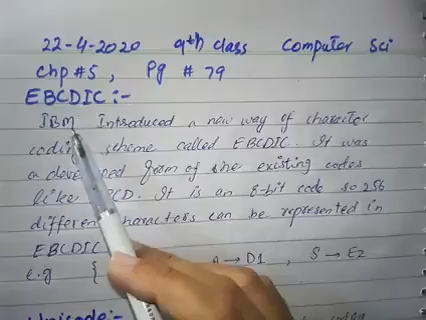 22-4-2020 9th class Computer Sci
Chp #5, Pg # 79
EBCDIC:-
IBM Introduced a new way of character
coding scheme called EBCDIC. It was
a developed form of the existing codes
like BCD. It is an 8-bit code so 256
different characters can be represented in
EBCDIC
e.g { A → D1, S → E2
Unicode:-